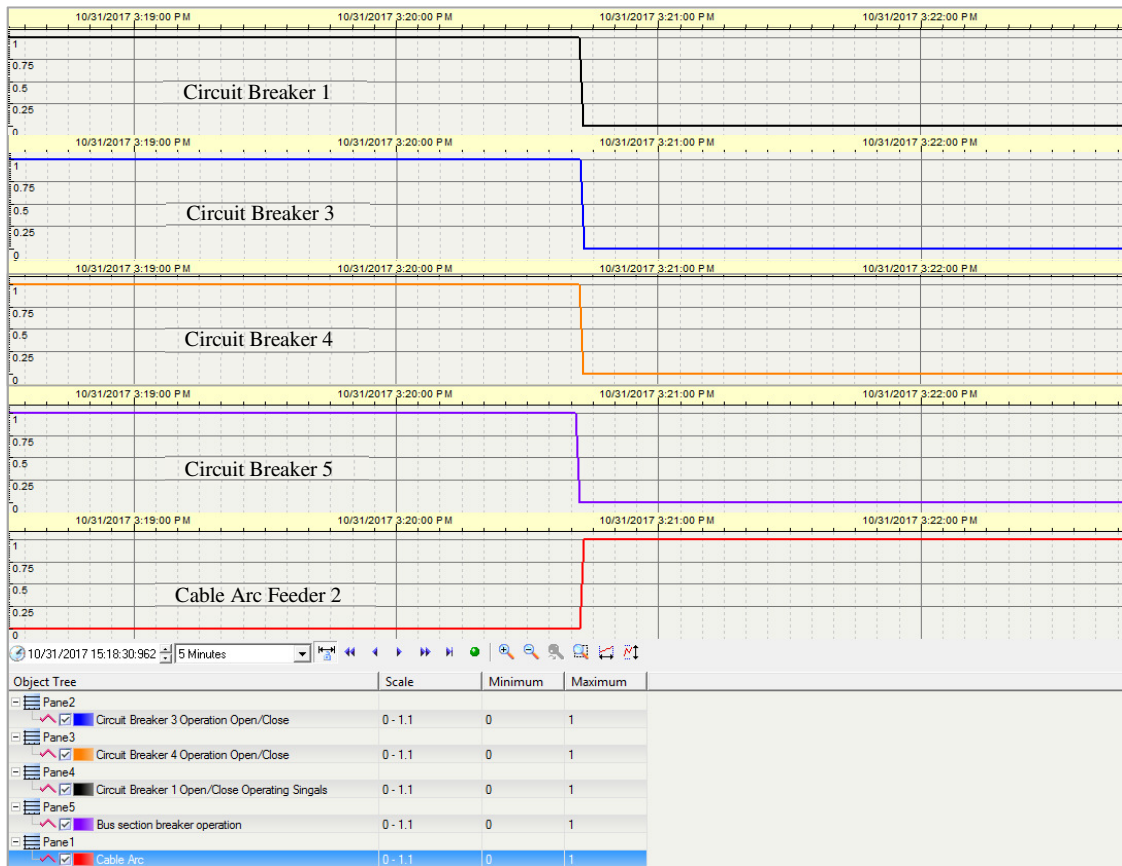 10/31/2017 3:19:00 PM 10/31/2017 3:20:00 PM 10/31/2017 3:21:00 PM 10/31/2017 3:22:00 PM
1
0.75
0.5
Circuit Breaker 1
0.25
0
10/31/2017 3:19:00 PM 10/31/2017 3:20:00 PM 10/31/2017 3:21:00 PM 10/31/2017 3:22:00 PM
1
0.75
0.5
Circuit Breaker 3
0.25
0
10/31/2017 3:19:00 PM 10/31/2017 3:20:00 PM 10/31/2017 3:21:00 PM 10/31/2017 3:22:00 PM
1
0.75
0.5
Circuit Breaker 4
0.25
0
10/31/2017 3:19:00 PM 10/31/2017 3:20:00 PM 10/31/2017 3:21:00 PM 10/31/2017 3:22:00 PM
1
0.75
0.5
Circuit Breaker 5
0.25
0
10/31/2017 3:19:00 PM 10/31/2017 3:20:00 PM 10/31/2017 3:21:00 PM 10/31/2017 3:22:00 PM
1
0.75
0.5
Cable Arc Feeder 2
0.25
0
10/31/2017 15:18:30:962 5 Minutes
Object Tree Scale Minimum Maximum
Pane2
Circuit Breaker 3 Operation Open/Close 0 - 1.1 0 1
Pane3
Circuit Breaker 4 Operation Open/Close 0 - 1.1 0 1
Pane4
Circuit Breaker 1 Open/Close Operating Singals 0 - 1.1 0 1
Pane5
Bus section breaker operation 0 - 1.1 0 1
Pane1
Cable Arc 0 - 1.1 0 1